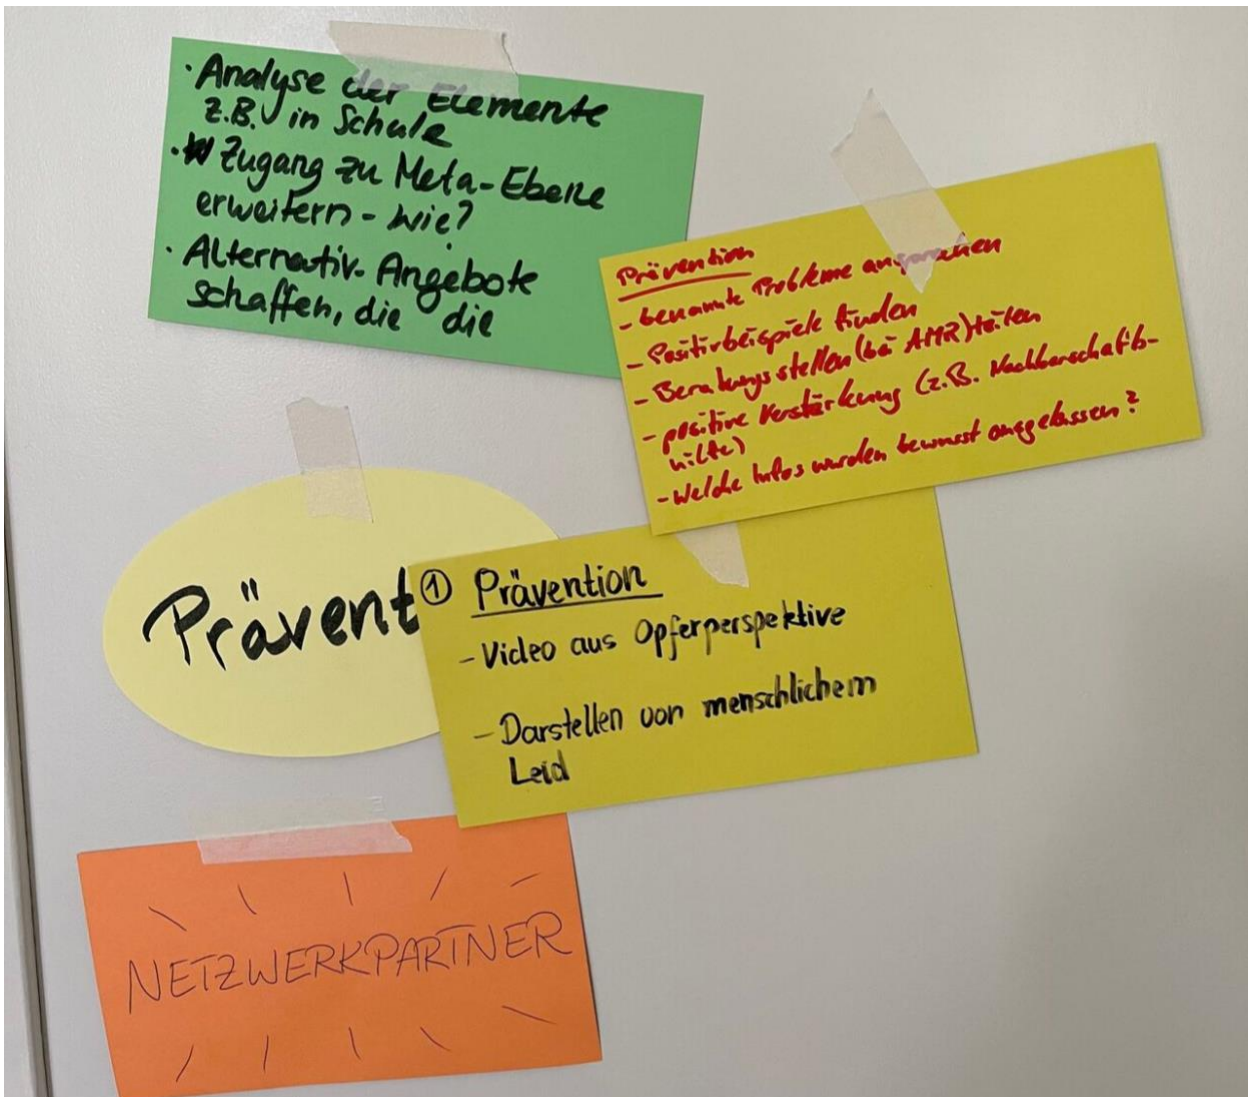 · Analyse der Elemente
z.B. in Schule
· Zugang zu Meta-Ebene
erweitern - wie?
· Alternativ-Angebote
schaffen, die die
Prävention
- benannte Probleme ansprechen
- Positivbeispiele finden
- Beratungsstellen (bei AMR)
- positive Verstärkung (z.B. Nachbarschafts-
hilfe)
- Welche Infos wurden bewusst ausgelassen?
Prävent
① Prävention
- Video aus Opferperspektive
- Darstellen von menschlichem
Leid
NETZWERKPARTNER